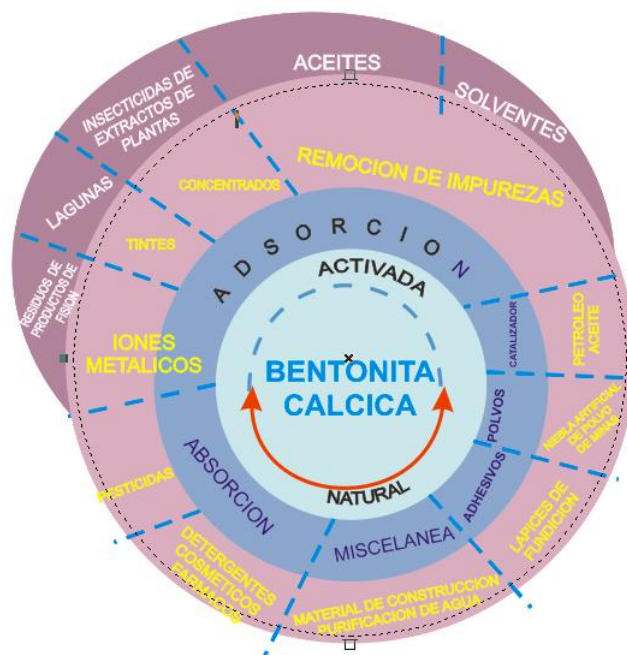 ACEITES
SOLVENTES
INSECTICIDAS DE
EXTRACTOS DE
PLANTAS
LAGUNAS
RESIDUOS DE
PRODUCTOS DE
FISION
REMOCION DE IMPUREZAS
CONCENTRADOS
TINTES
IONES
METALICOS
PESTICIDAS
DETERGENTES
COSMETICOS
FARMACOS
MATERIAL DE CONSTRUCCION
PURIFICACION DE AGUA
LAPICES DE
FUNDICION
NIEBLA ARTIFICIAL
DE POLVO
DE MINAS
PETROLEO
ACEITE
ADSORCION
CATALIZADOR
POLVOS
ADHESIVOS
MISCELANEA
ABSORCION
ACTIVADA
BENTONITA
CALCICA
NATURAL